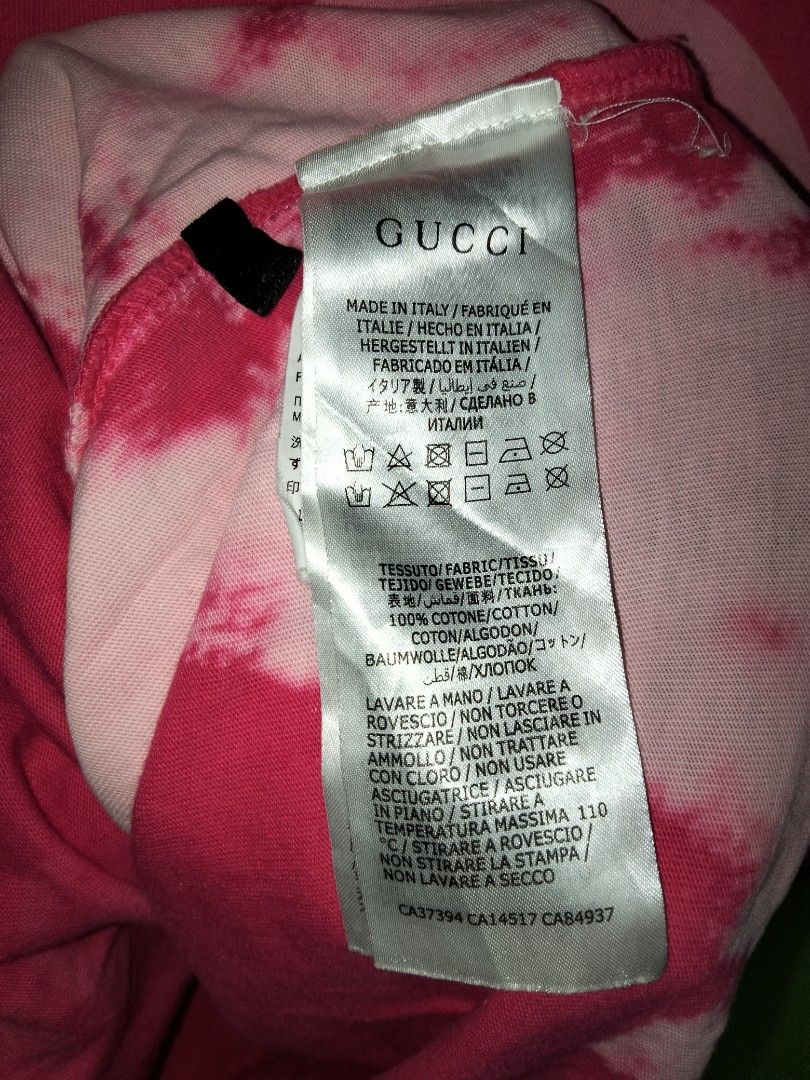 GUCCI
MADE IN ITALY / FABRIQUÉ EN
ITALIE / HECHO EN ITALIA /
HERGESTELLT IN ITALIEN /
FABRICADO EM ITÁLIA /
イタリア製 / صنع في إيطاليا /
产地:意大利 / СДЕЛАНО В
ИТАЛИИ
TESSUTO/FABRIC/TISSU/
TEJIDO/GEWEBE/TECIDO/
表地/قماش/面料/ТКАНЬ:
100% COTONE/COTTON/
COTON/ALGODON/
BAUMWOLLE/ALGODÃO/コットン/
قطن/棉/ХЛОПОК
LAVARE A MANO / LAVARE A
ROVESCIO / NON TORCERE O
STRIZZARE / NON LASCIARE IN
AMMOLLO / NON TRATTARE
CON CLORO / NON USARE
ASCIUGATRICE / ASCIUGARE
IN PIANO / STIRARE A
TEMPERATURA MASSIMA 110
°C / STIRARE A ROVESCIO /
NON STIRARE LA STAMPA /
NON LAVARE A SECCO
CA37394 CA14517 CA84937